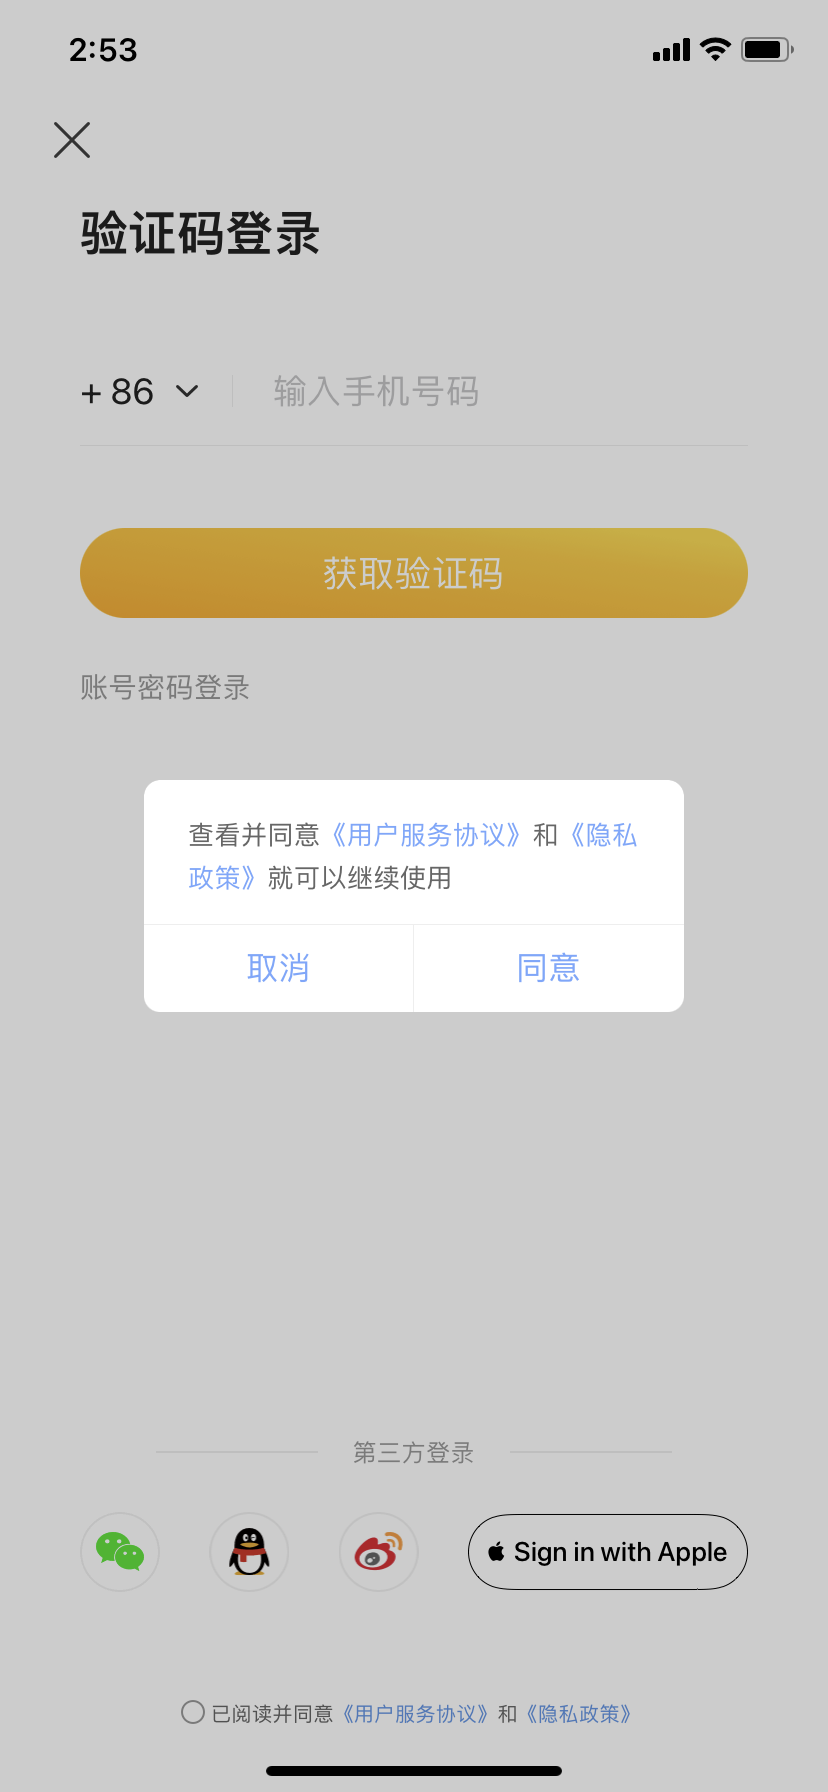 2:53
验证码登录
+ 86 输入手机号码
获取验证码
账号密码登录
查看并同意《用户服务协议》和《隐私
政策》就可以继续使用
取消 同意
第三方登录
Sign in with Apple
已阅读并同意《用户服务协议》和《隐私政策》